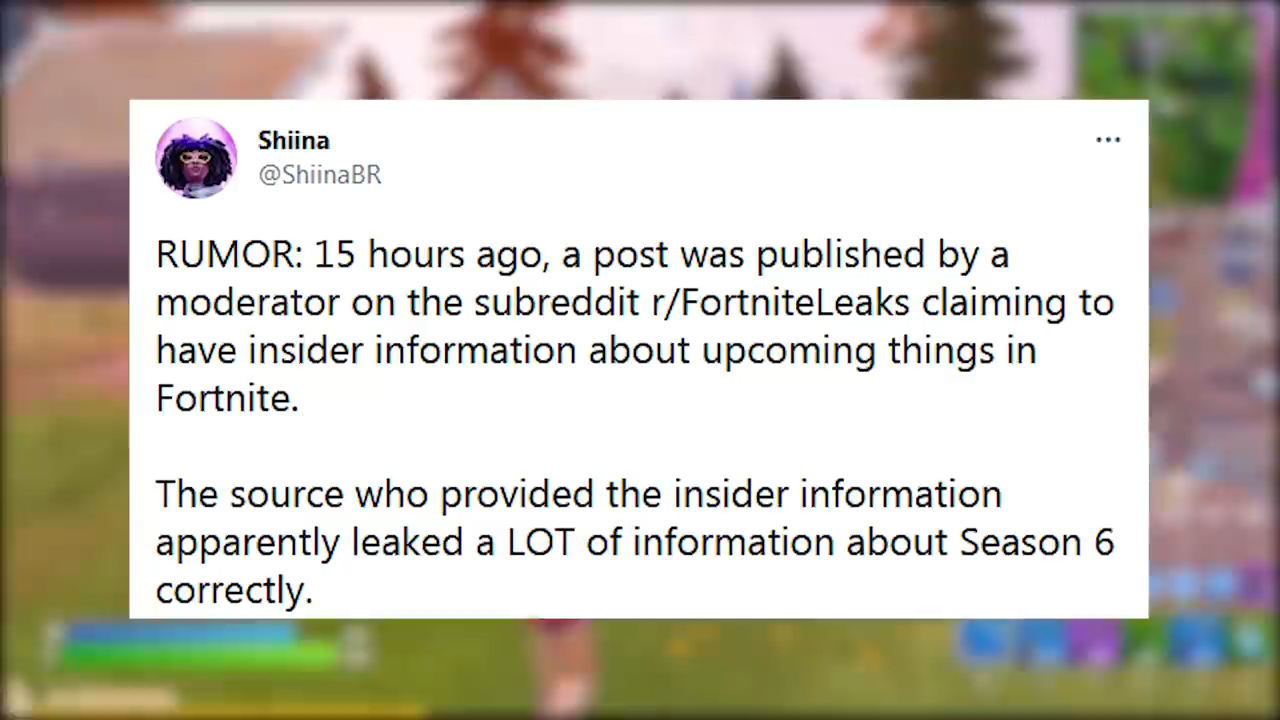 Shiina
@ShiinaBR
RUMOR: 15 hours ago, a post was published by a
moderator on the subreddit r/FortniteLeaks claiming to
have insider information about upcoming things in
Fortnite.
The source who provided the insider information
apparently leaked a LOT of information about Season 6
correctly.